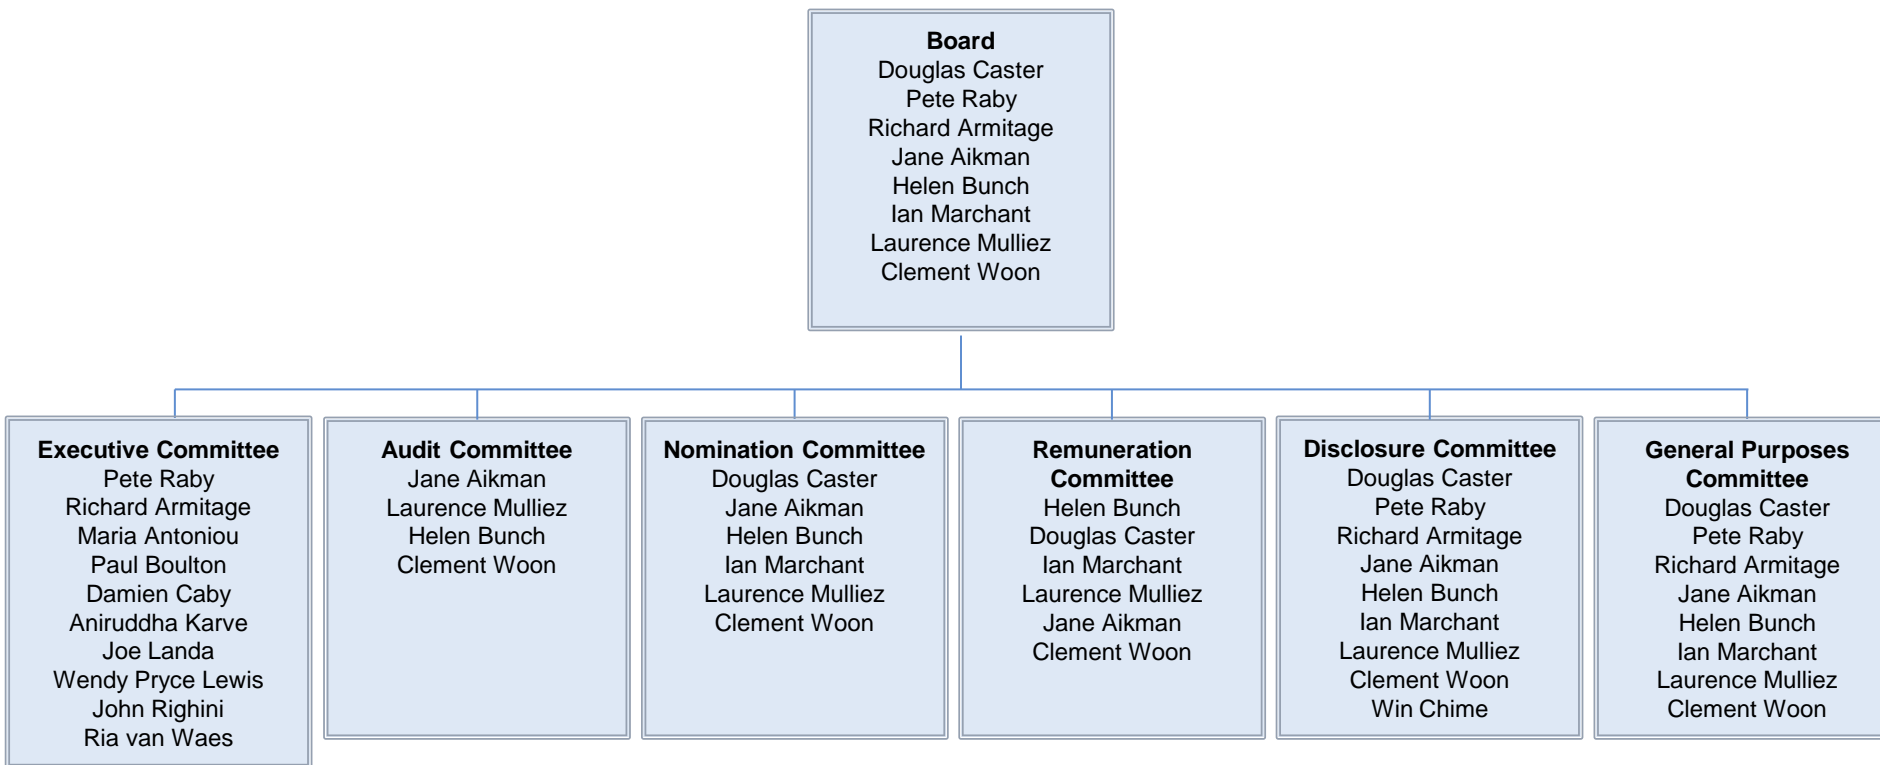 Board
Douglas Caster
Pete Raby
Richard Armitage
Jane Aikman
Helen Bunch
Ian Marchant
Laurence Mulliez
Clement Woon
Executive Committee
Pete Raby
Richard Armitage
Maria Antoniou
Paul Boulton
Damien Caby
Aniruddha Karve
Joe Landa
Wendy Pryce Lewis
John Righini
Ria van Waes
Audit Committee
Jane Aikman
Laurence Mulliez
Helen Bunch
Clement Woon
Nomination Committee
Douglas Caster
Jane Aikman
Helen Bunch
Ian Marchant
Laurence Mulliez
Clement Woon
Remuneration
Committee
Helen Bunch
Douglas Caster
Ian Marchant
Laurence Mulliez
Jane Aikman
Clement Woon
Disclosure Committee
Douglas Caster
Pete Raby
Richard Armitage
Jane Aikman
Helen Bunch
Ian Marchant
Laurence Mulliez
Clement Woon
Win Chime
General Purposes
Committee
Douglas Caster
Pete Raby
Richard Armitage
Jane Aikman
Helen Bunch
Ian Marchant
Laurence Mulliez
Clement Woon